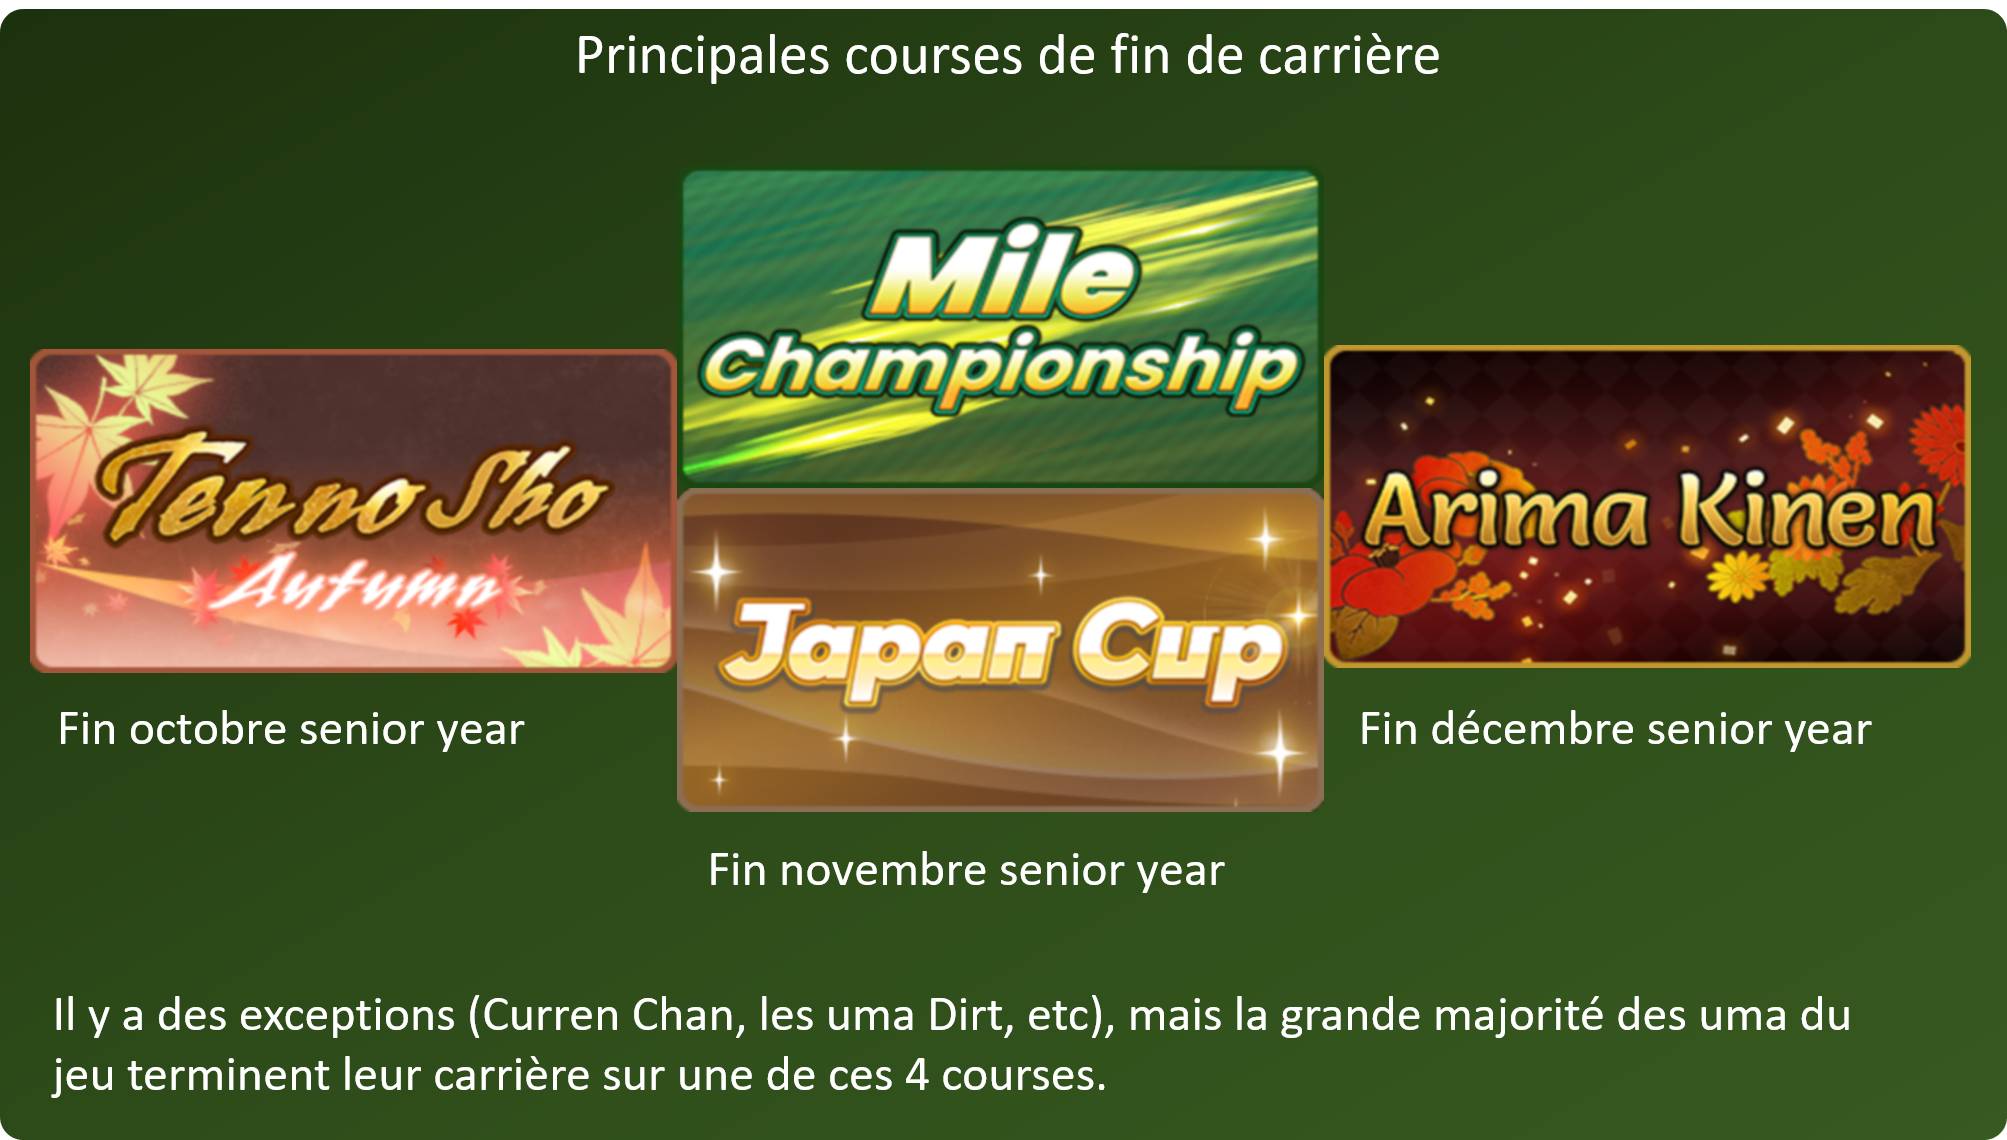 Principales courses de fin de carrière
Mile
Championship
Tenno Sho
Autumn
Japan Cup
Arima Kinen
Fin octobre senior year
Fin novembre senior year
Fin décembre senior year
Il y a des exceptions (Curren Chan, les uma Dirt, etc), mais la grande majorité des uma du
jeu terminent leur carrière sur une de ces 4 courses.